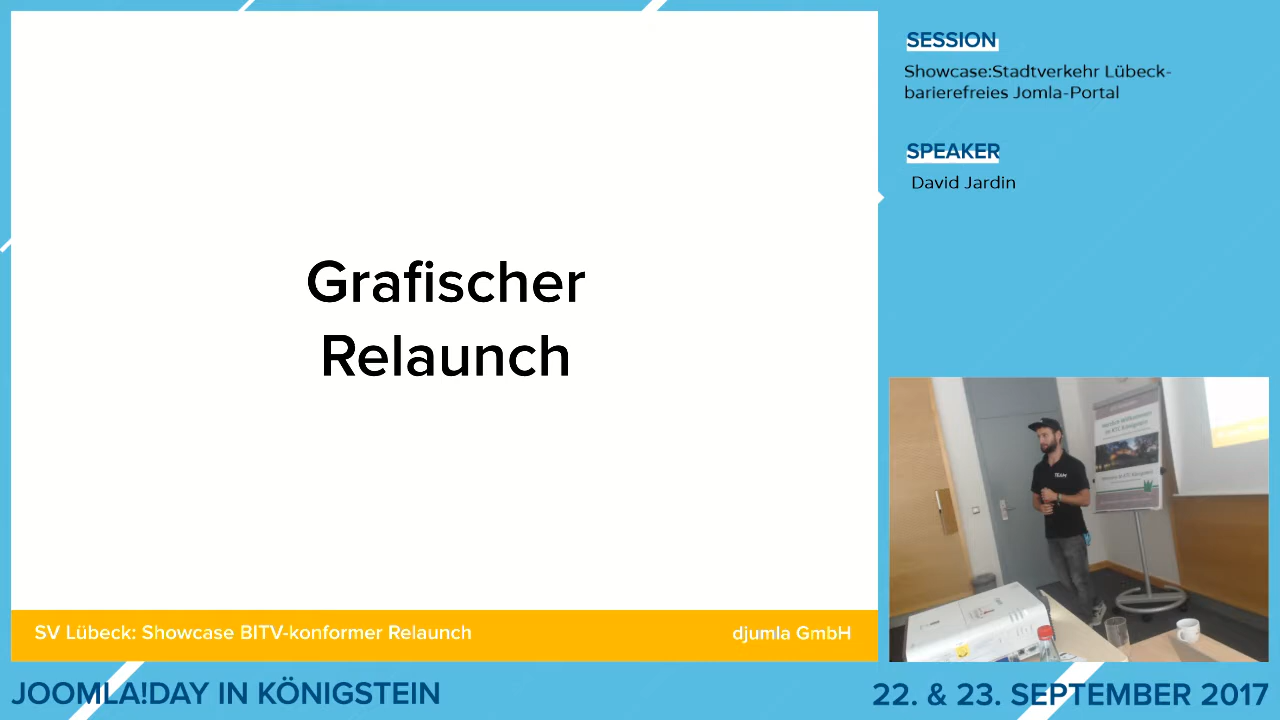 SESSION
Showcase:Stadtverkehr Lübeck-
barierefreies Jomla-Portal
SPEAKER
David Jardin
Grafischer
Relaunch
TEAM
SV Lübeck: Showcase BITV-konformer Relaunch
djumla GmbH
JOOMLA!DAY IN KÖNIGSTEIN
22. & 23. SEPTEMBER 2017